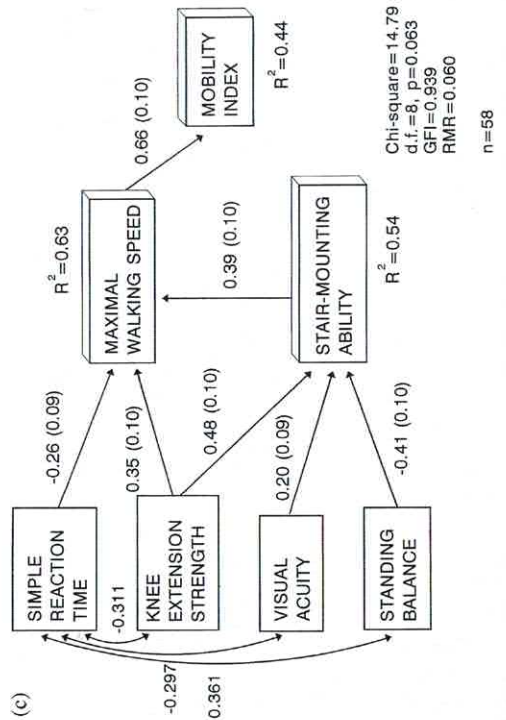 (c)
SIMPLE
REACTION
TIME
KNEE
EXTENSION
STRENGTH
VISUAL
ACUITY
STANDING
BALANCE
-0.311
-0.297
0.361
-0.26 (0.09)
0.35 (0.10)
0.48 (0.10)
0.20 (0.09)
-0.41 (0.10)
R²=0.63
MAXIMAL
WALKING SPEED
0.39 (0.10)
STAIR-MOUNTING
ABILITY
R²=0.54
0.66 (0.10)
MOBILITY
INDEX
R²=0.44
Chi-square=14.79
d.f.=8, p=0.063
GFI=0.939
RMR=0.060
n=58